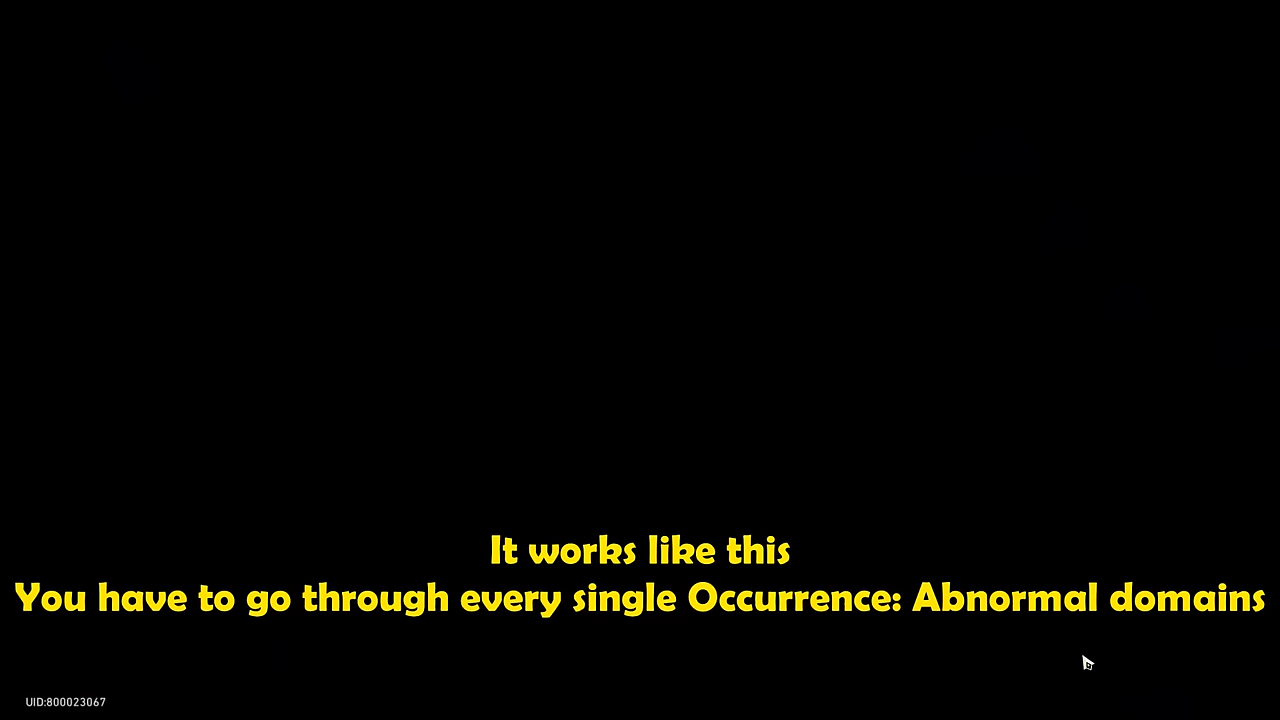 It works like this
You have to go through every single Occurrence: Abnormal domains
UID:800023067